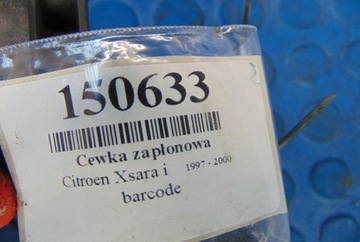 150633
Cewka zapłonowa
Citroen Xsara i 1997 - 2000
barcode